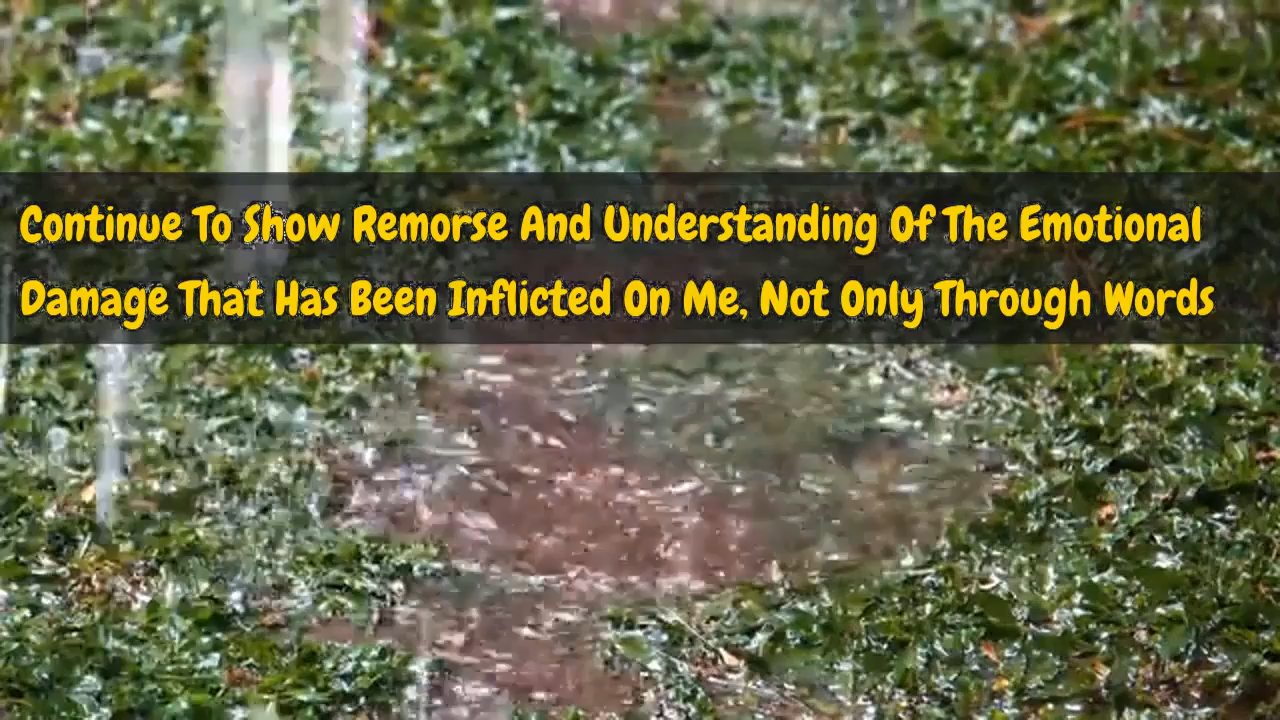 Continue To Show Remorse And Understanding Of The Emotional
Damage That Has Been Inflicted On Me, Not Only Through Words